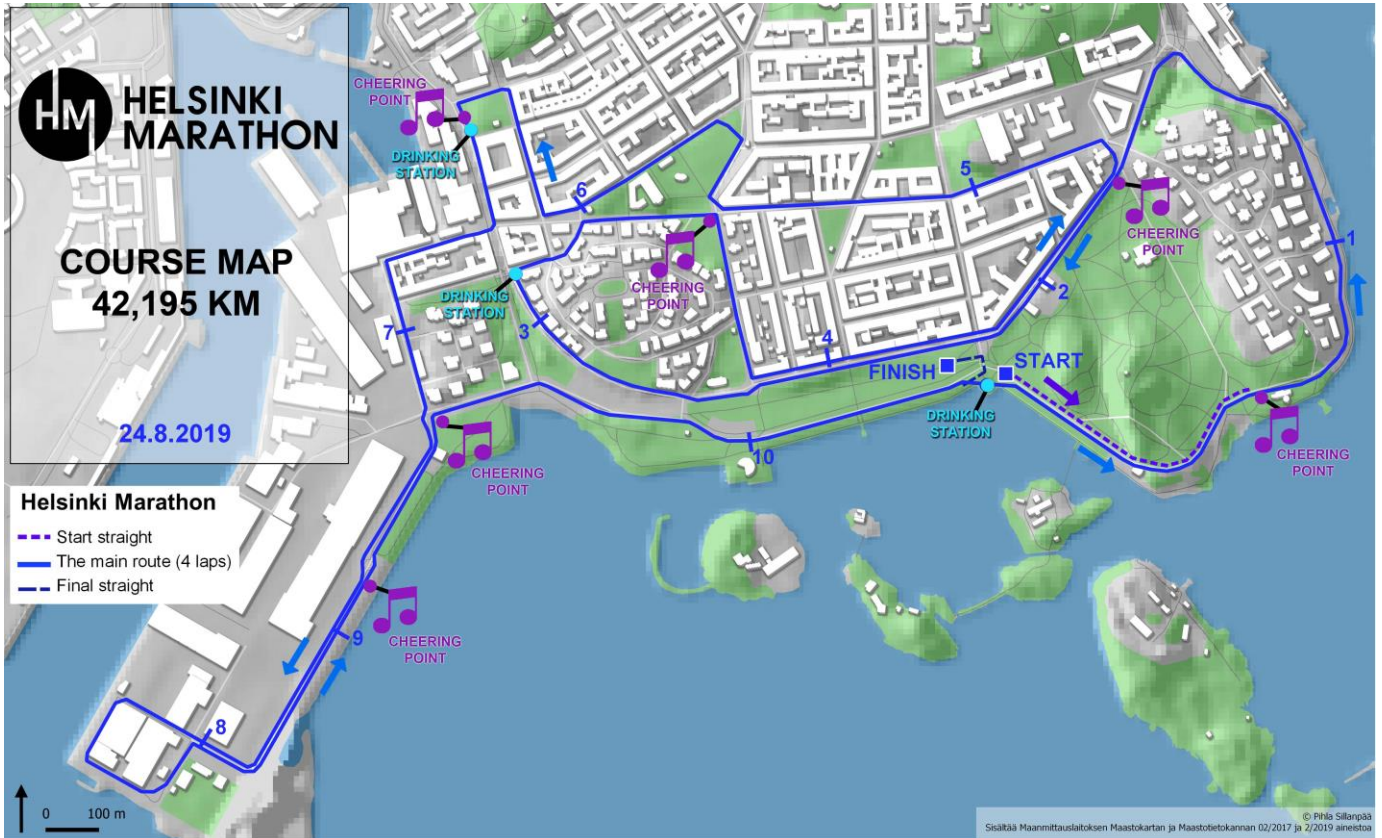 HM
HELSINKI
MARATHON
COURSE MAP
42,195 KM
24.8.2019
Helsinki Marathon
Start straight
The main route (4 laps)
Final straight
0 100 m
CHEERING
POINT
DRINKING
STATION
6
5
CHEERING
POINT
1
CHEERING
POINT
DRINKING
STATION
2
3
7
4
FINISH
START
DRINKING
STATION
10
CHEERING
POINT
CHEERING
POINT
9
CHEERING
POINT
8
© Pihla Sillanpää
Sisältää Maanmittauslaitoksen Maastokartan ja Maastotietokannan 02/2017 ja 2/2019 aineistoa